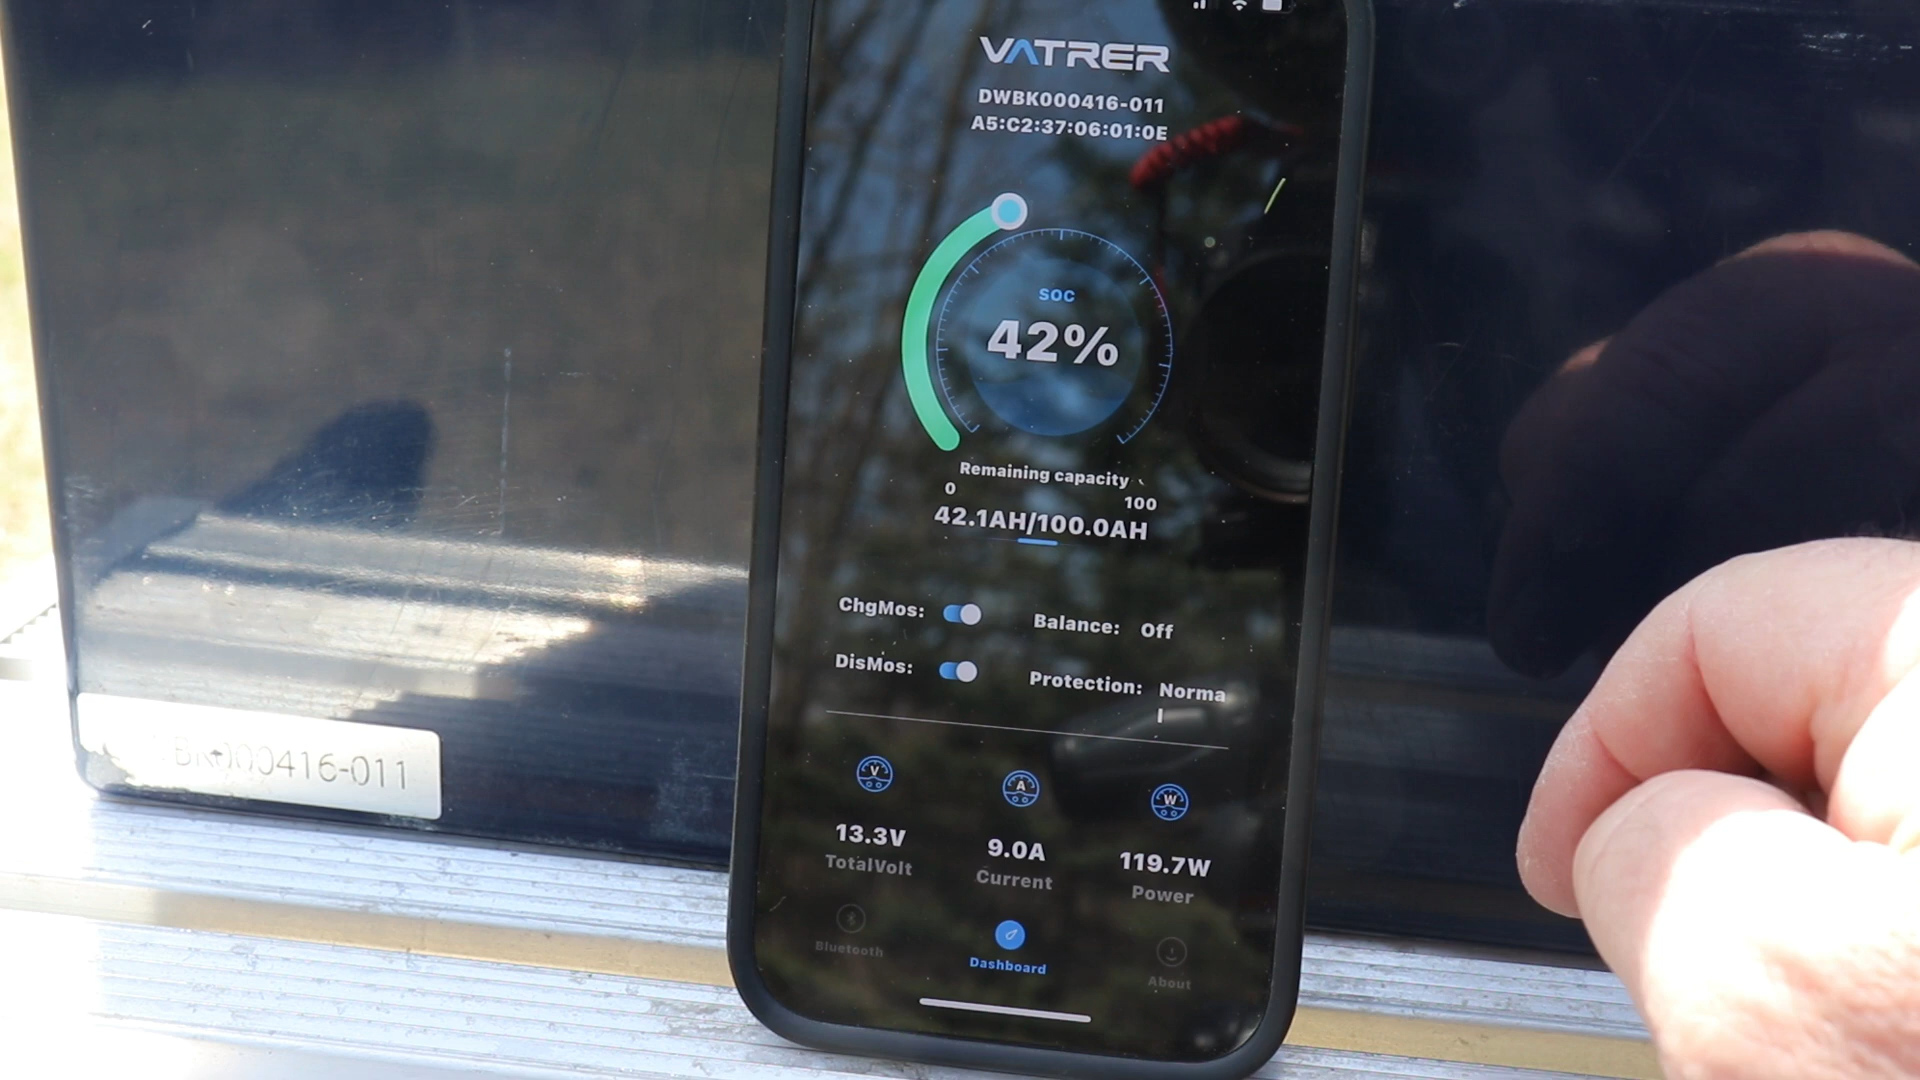 VATRER
DWBK000416-011
A5:C2:37:06:01:0E
SOC
42%
Remaining capacity
0 100
42.1AH/100.0AH
ChgMos: Balance: Off
DisMos: Protection: Norma
l
V A W
13.3V 9.0A 119.7W
TotalVolt Current Power
Bluetooth Dashboard About
BK000416-011